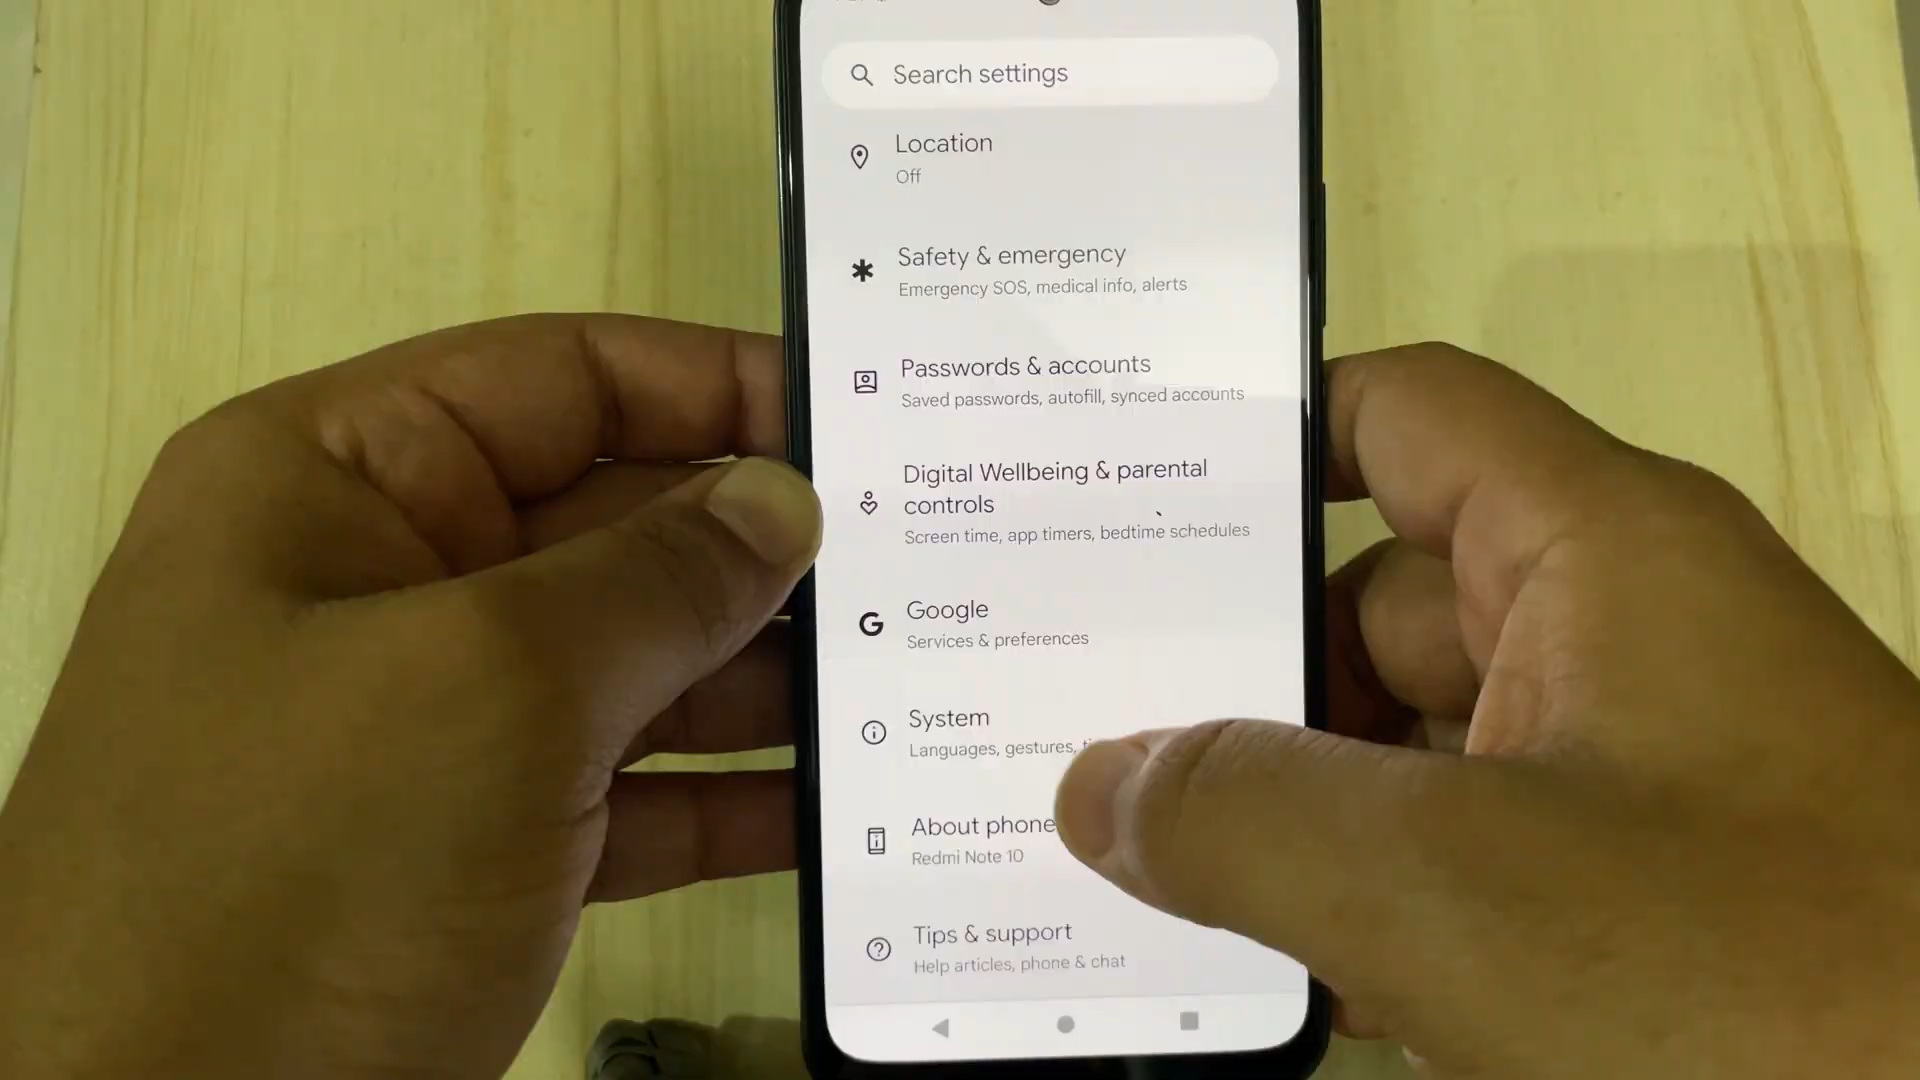 Search settings
Location
Off
Safety & emergency
Emergency SOS, medical info, alerts
Passwords & accounts
Saved passwords, autofill, synced accounts
Digital Wellbeing & parental
controls
Screen time, app timers, bedtime schedules
Google
Services & preferences
System
Languages, gestures,
About phone
Redmi Note 10
Tips & support
Help articles, phone & chat